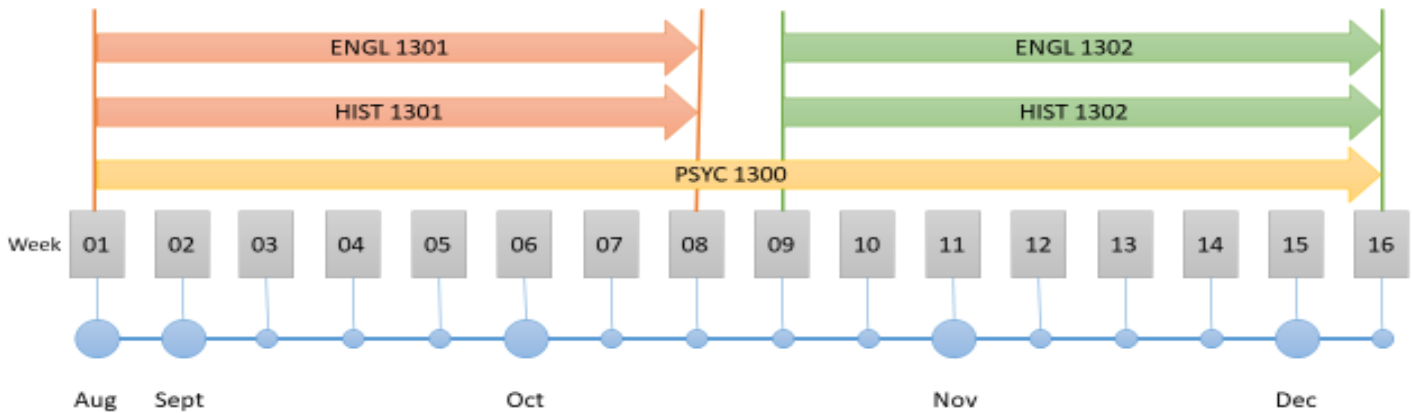 ENGL 1301 ENGL 1302
HIST 1301 HIST 1302
PSYC 1300
Week 01 02 03 04 05 06 07 08 09 10 11 12 13 14 15 16
Aug Sept Oct Nov Dec